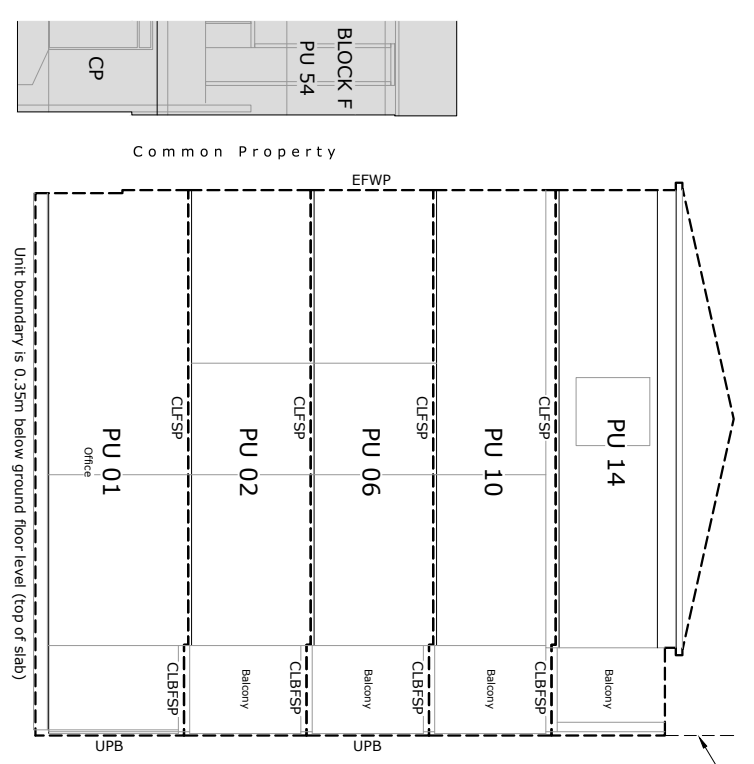 CP
BLOCK F
PU 54
Common Property
EFWP
Unit boundary is 0.35m below ground floor level (top of slab)
CLFSP
CLFSP
CLFSP
CLFSP
PU 01
Office
PU 02
PU 06
PU 10
PU 14
CLBFSP
Balcony
CLBFSP
Balcony
CLBFSP
Balcony
CLBFSP
Balcony
UPB
UPB